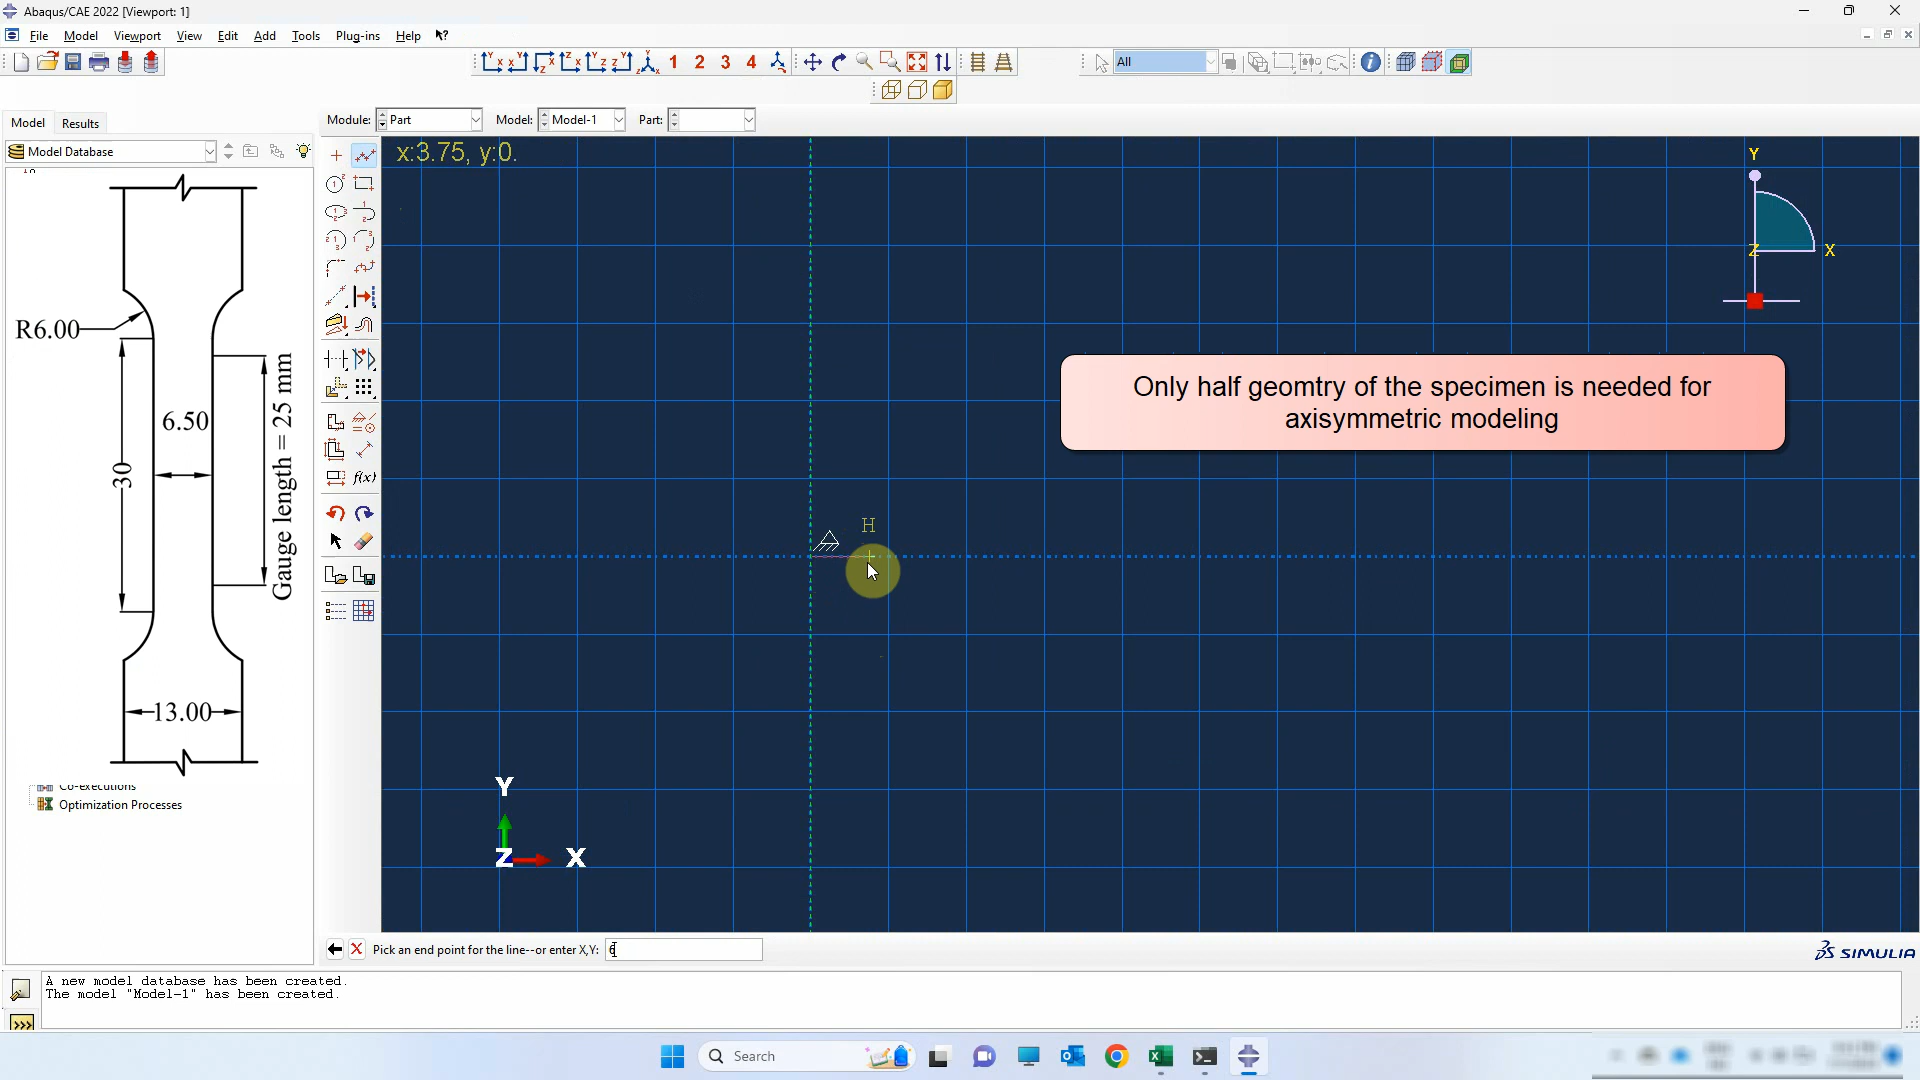 Abaqus/CAE 2022 [Viewport: 1]
File Model Viewport View Edit Add Tools Plug-ins Help
1 2 3 4
All
Model Results
Module: Part Model: Model-1 Part:
Model Database
x:3.75, y:0.
Y
Z X
R6.00
6.50
30
Gauge length = 25 mm
13.00
f(x)
Only half geomtry of the specimen is needed for
axisymmetric modeling
H
Co-executions
Optimization Processes
Y
Z X
Pick an end point for the line--or enter X,Y: 6
SIMULIA
A new model database has been created.
The model "Model-1" has been created.
>>>
Search